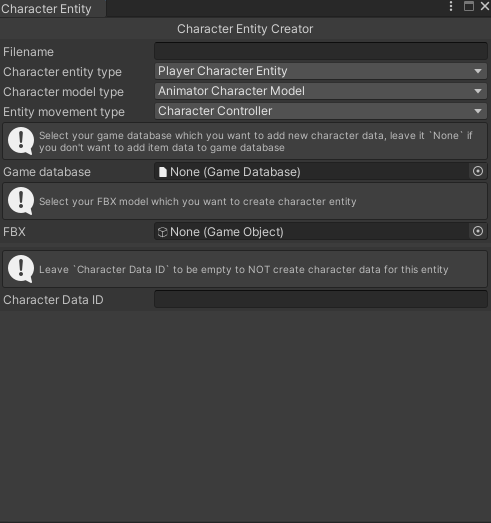 Character Entity
Character Entity Creator
Filename
Character entity type Player Character Entity
Character model type Animator Character Model
Entity movement type Character Controller
Select your game database which you want to add new character data, leave it `None` if
you don't want to add item data to game database
Game database None (Game Database)
Select your FBX model which you want to create character entity
FBX None (Game Object)
Leave `Character Data ID` to be empty to NOT create character data for this entity
Character Data ID